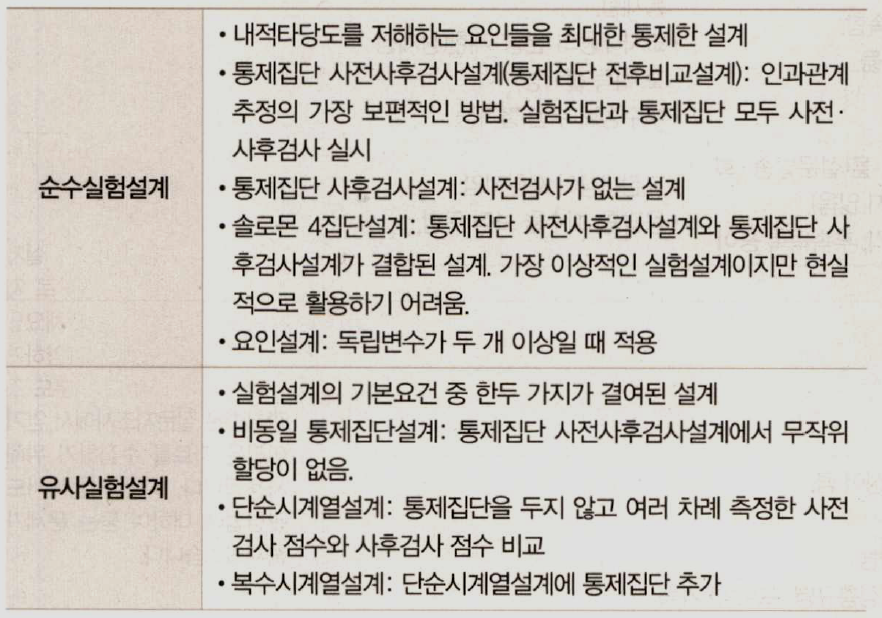 순수실험설계
• 내적타당도를 저해하는 요인들을 최대한 통제한 설계
• 통제집단 사전사후검사설계(통제집단 전후비교설계): 인과관계
추정의 가장 보편적인 방법. 실험집단과 통제집단 모두 사전·
사후검사 실시
• 통제집단 사후검사설계: 사전검사가 없는 설계
• 솔로몬 4집단설계: 통제집단 사전사후검사설계와 통제집단 사
후검사설계가 결합된 설계. 가장 이상적인 실험설계이지만 현실
적으로 활용하기 어려움.
• 요인설계: 독립변수가 두 개 이상일 때 적용
유사실험설계
• 실험설계의 기본요건 중 한두 가지가 결여된 설계
• 비동일 통제집단설계: 통제집단 사전사후검사설계에서 무작위
할당이 없음.
• 단순시계열설계: 통제집단을 두지 않고 여러 차례 측정한 사전
검사 점수와 사후검사 점수 비교
• 복수시계열설계: 단순시계열설계에 통제집단 추가